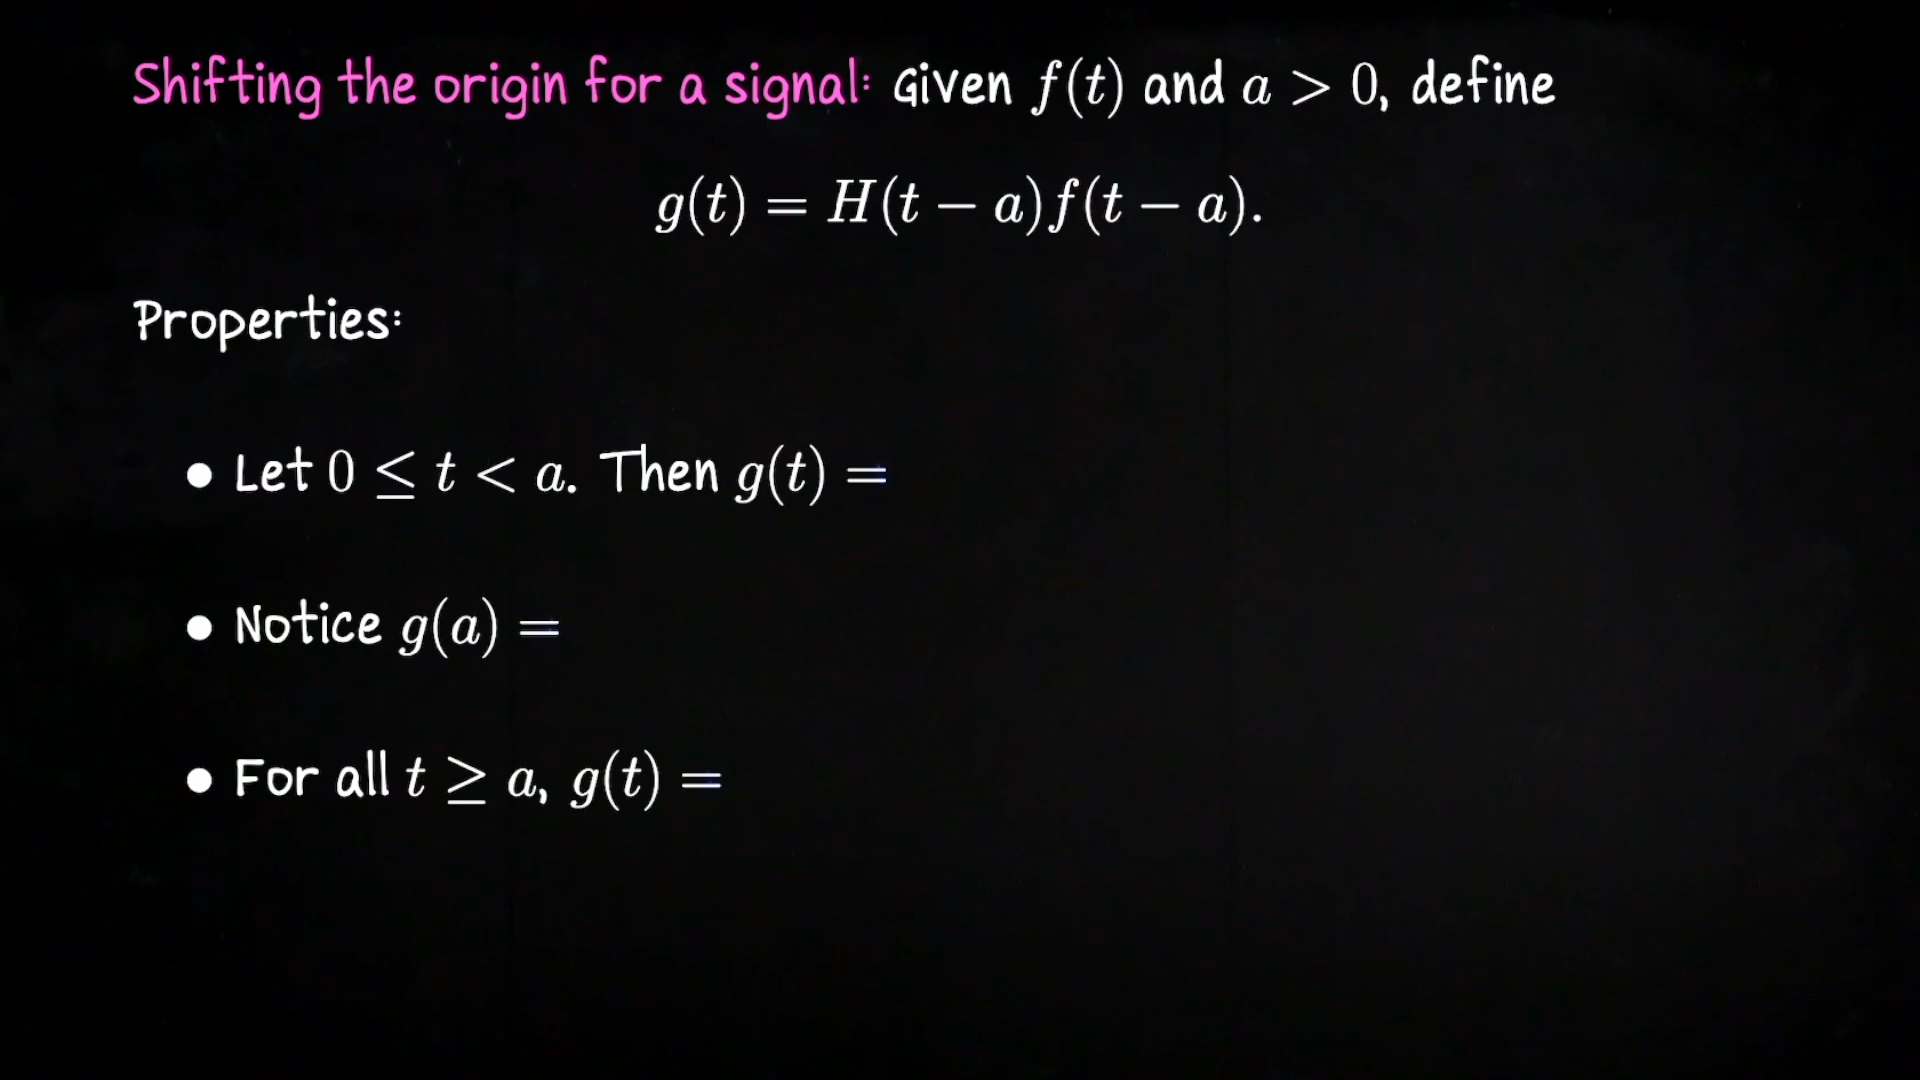 Shifting the origin for a signal: Given f(t) and a > 0, define
g(t) = H(t − a)f(t − a).
Properties:
• Let 0 ≤ t < a. Then g(t) =
• Notice g(a) =
• For all t ≥ a, g(t) =